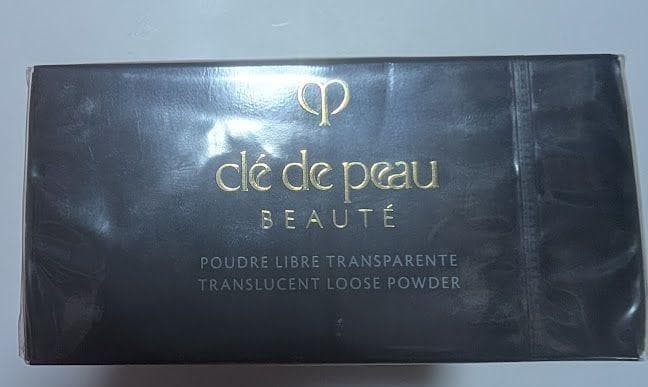 clé de peau
BEAUTÉ
POUDRE LIBRE TRANSPARENTE
TRANSLUCENT LOOSE POWDER